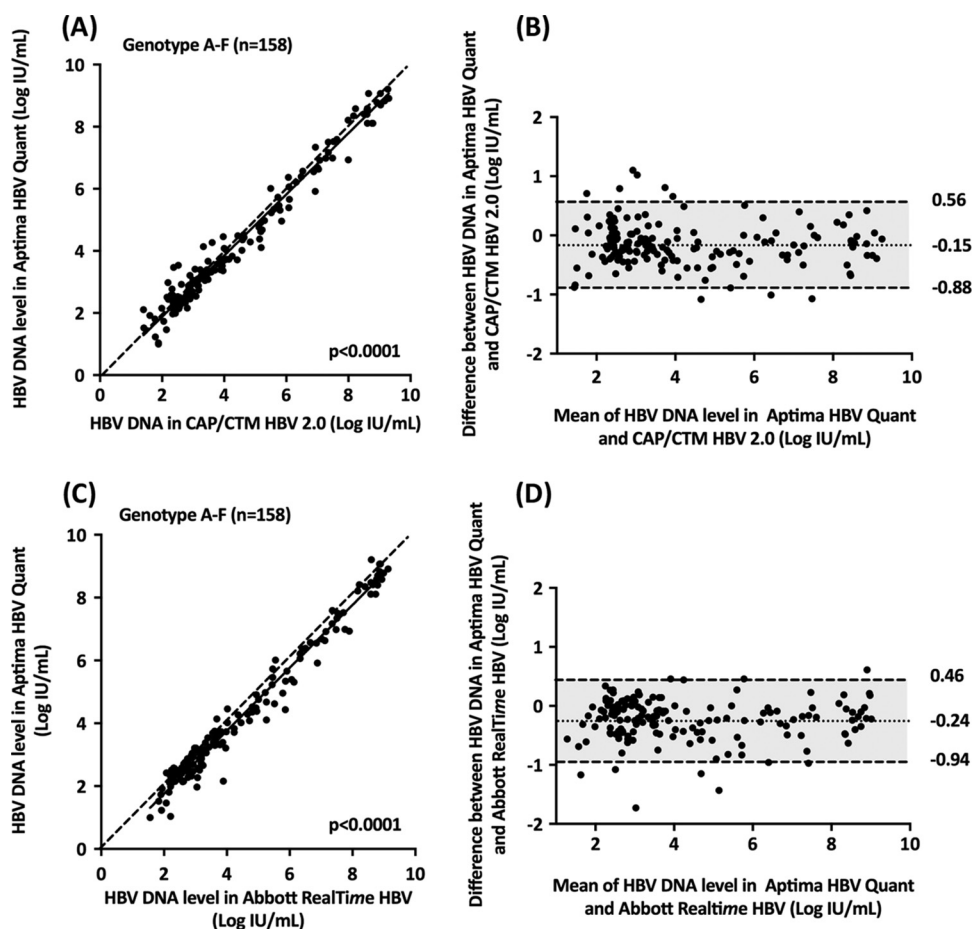 (A)
Genotype A-F (n=158)
HBV DNA level in Aptima HBV Quant (Log IU/mL)
10
8
6
4
2
0
p<0.0001
0 2 4 6 8 10
HBV DNA in CAP/CTM HBV 2.0 (Log IU/mL)
(B)
Difference between HBV DNA in Aptima HBV Quant
and CAP/CTM HBV 2.0 (Log IU/mL)
2
1
0
-1
-2
0.56
-0.15
-0.88
2 4 6 8 10
Mean of HBV DNA level in Aptima HBV Quant
and CAP/CTM HBV 2.0 (Log IU/mL)
(C)
Genotype A-F (n=158)
HBV DNA level in Aptima HBV Quant
(Log IU/mL)
10
8
6
4
2
0
p<0.0001
0 2 4 6 8 10
HBV DNA level in Abbott RealTime HBV
(Log IU/mL)
(D)
Difference between HBV DNA in Aptima HBV Quant
and Abbott RealTime HBV (Log IU/mL)
2
1
0
-1
-2
0.46
-0.24
-0.94
2 4 6 8 10
Mean of HBV DNA level in Aptima HBV Quant
and Abbott Realtime HBV (Log IU/mL)